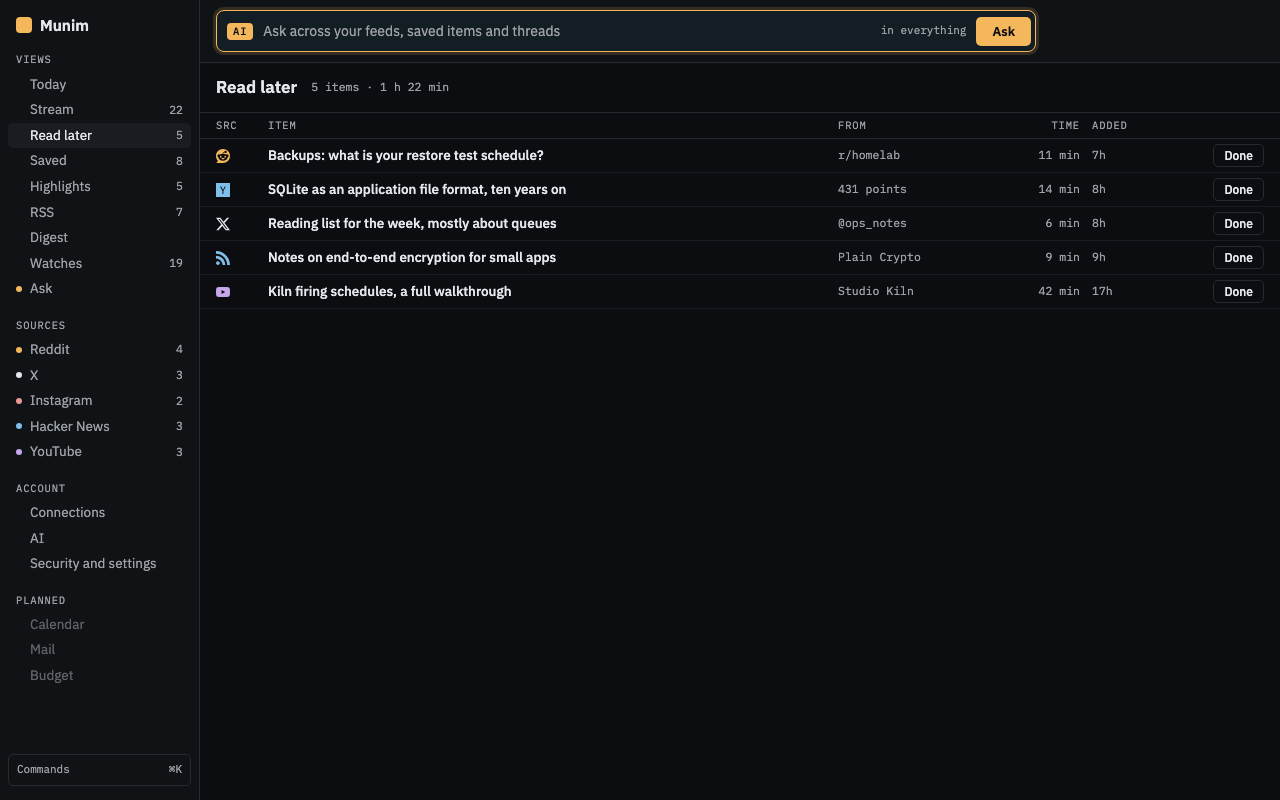 Munim
VIEWS
Today
Stream 22
Read later 5
Saved 8
Highlights 5
RSS 7
Digest
Watches 19
Ask
SOURCES
Reddit 4
X 3
Instagram 2
Hacker News 3
YouTube 3
ACCOUNT
Connections
AI
Security and settings
PLANNED
Calendar
Mail
Budget
Commands ⌘K
AI Ask across your feeds, saved items and threads in everything Ask
Read later 5 items · 1 h 22 min
SRC ITEM FROM TIME ADDED
Backups: what is your restore test schedule? r/homelab 11 min 7h Done
Y SQLite as an application file format, ten years on 431 points 14 min 8h Done
Reading list for the week, mostly about queues @ops_notes 6 min 8h Done
Notes on end-to-end encryption for small apps Plain Crypto 9 min 9h Done
Kiln firing schedules, a full walkthrough Studio Kiln 42 min 17h Done